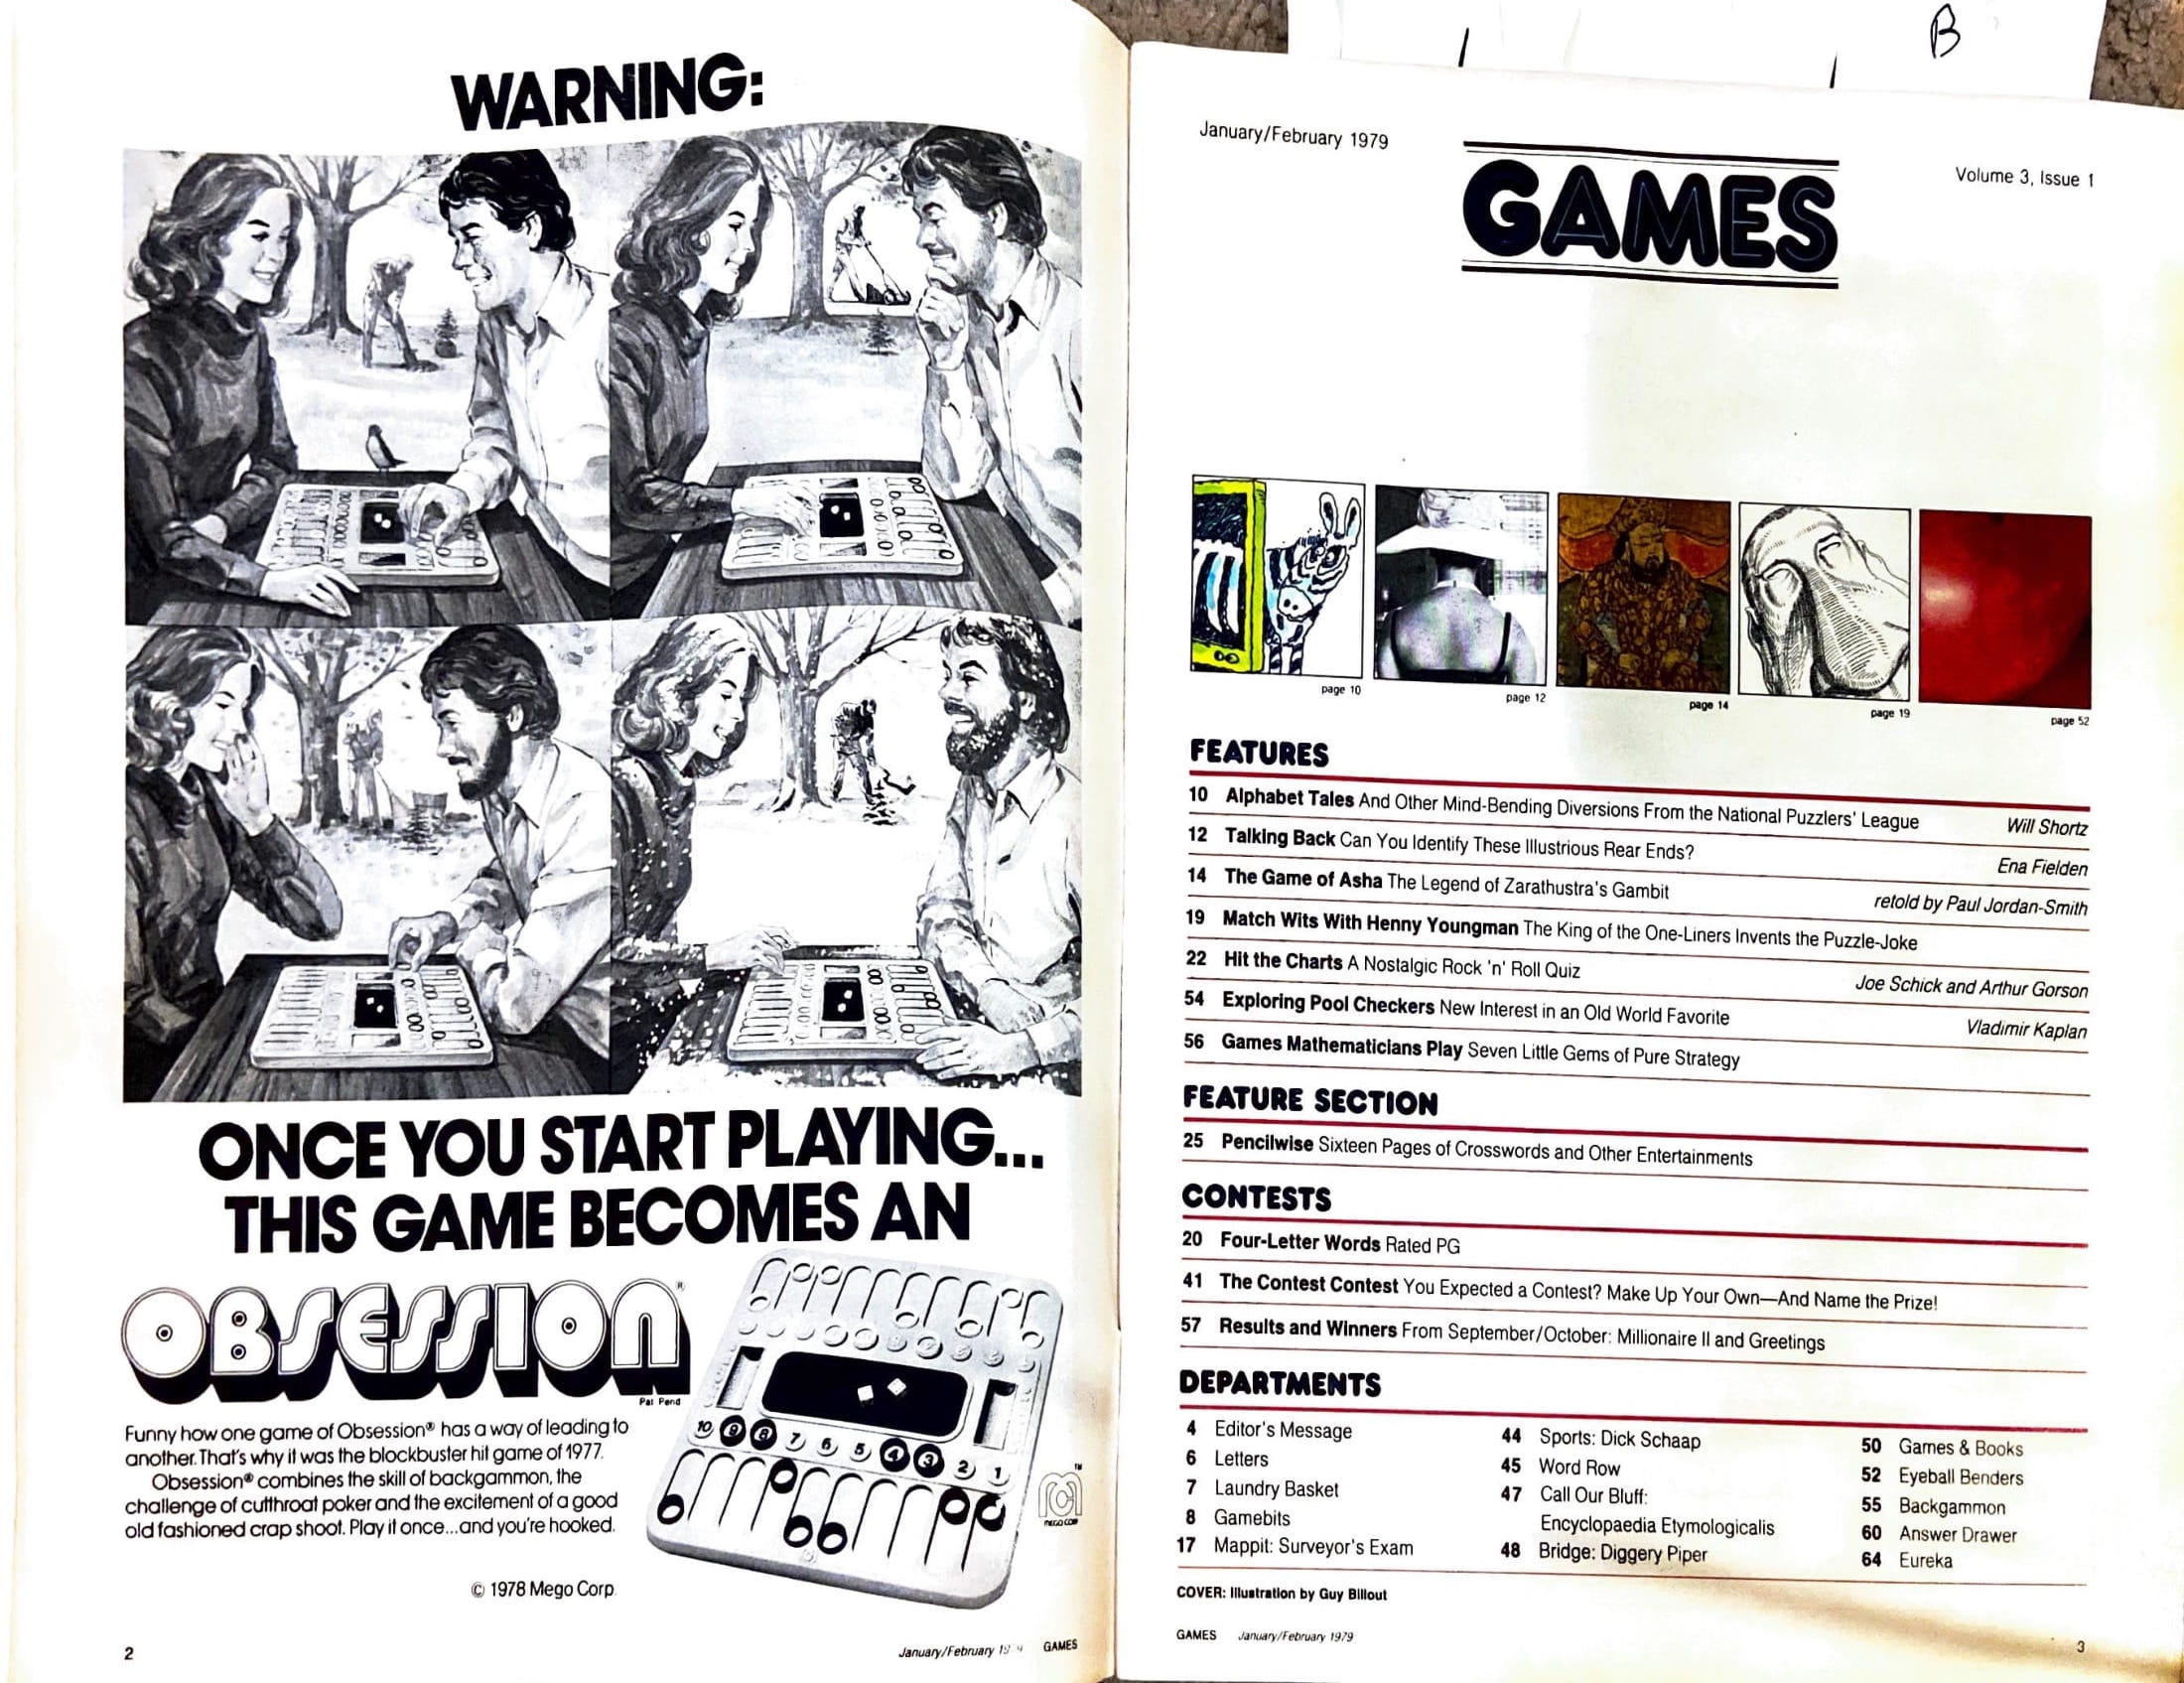 WARNING:
ONCE YOU START PLAYING...
THIS GAME BECOMES AN
OBSESSION®
Pat Pend
Funny how one game of Obsession® has a way of leading to
another. That's why it was the blockbuster hit game of 1977.
Obsession® combines the skill of backgammon, the
challenge of cutthroat poker and the excitement of a good
old fashioned crap shoot. Play it once...and you're hooked.
© 1978 Mego Corp.
10 9 8 7 6 5 4 3 2 1
TM
MEGO CORP
2
January/February GAMES
B
January/February 1979
GAMES
Volume 3, Issue 1
page 10
page 12
page 14
page 19
page 52
FEATURES
10 Alphabet Tales And Other Mind-Bending Diversions From the National Puzzlers' League Will Shortz
12 Talking Back Can You Identify These Illustrious Rear Ends? Ena Fielden
14 The Game of Asha The Legend of Zarathustra's Gambit retold by Paul Jordan-Smith
19 Match Wits With Henny Youngman The King of the One-Liners Invents the Puzzle-Joke
22 Hit the Charts A Nostalgic Rock 'n' Roll Quiz Joe Schick and Arthur Gorson
54 Exploring Pool Checkers New Interest in an Old World Favorite Vladimir Kaplan
56 Games Mathematicians Play Seven Little Gems of Pure Strategy
FEATURE SECTION
25 Pencilwise Sixteen Pages of Crosswords and Other Entertainments
CONTESTS
20 Four-Letter Words Rated PG
41 The Contest Contest You Expected a Contest? Make Up Your Own—And Name the Prize!
57 Results and Winners From September/October: Millionaire II and Greetings
DEPARTMENTS
4 Editor's Message
6 Letters
7 Laundry Basket
8 Gamebits
17 Mappit: Surveyor's Exam
44 Sports: Dick Schaap
45 Word Row
47 Call Our Bluff:
Encyclopaedia Etymologicalis
48 Bridge: Diggery Piper
50 Games & Books
52 Eyeball Benders
55 Backgammon
60 Answer Drawer
64 Eureka
COVER: Illustration by Guy Billout
GAMES January/February 1979
3